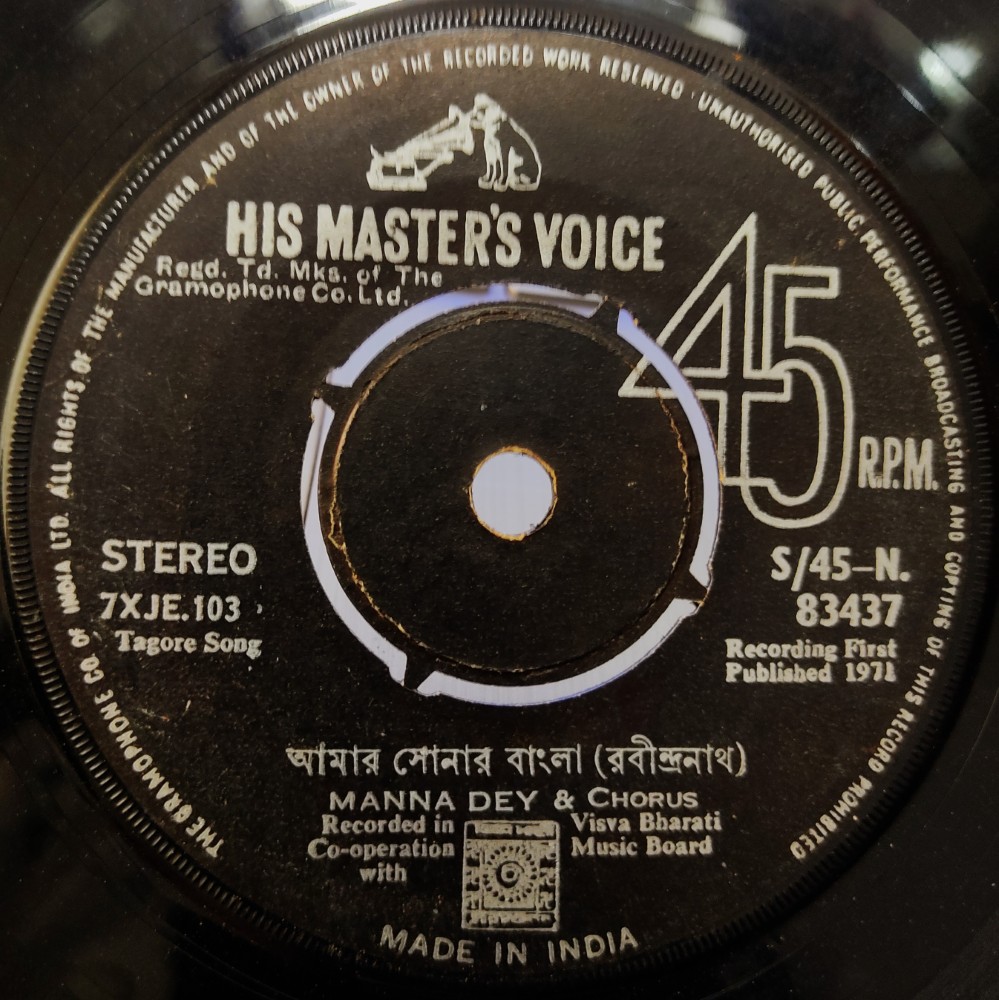 THE GRAMOPHONE CO. OF INDIA LTD. ALL RIGHTS OF THE MANUFACTURER AND OF THE OWNER OF THE RECORDED WORK RESERVED · UNAUTHORISED PUBLIC PERFORMANCE BROADCASTING AND COPYING OF THIS RECORD PROHIBITED
HIS MASTER'S VOICE
Regd. Td. Mks. of The
Gramophone Co. Ltd.
45
R.P.M.
STEREO
7XJE.103
Tagore Song
S/45–N.
83437
Recording First
Published 1971
আমার সোনার বাংলা (রবীন্দ্রনাথ)
MANNA DEY & CHORUS
Recorded in Visva Bharati
Co-operation Music Board
with
MADE IN INDIA